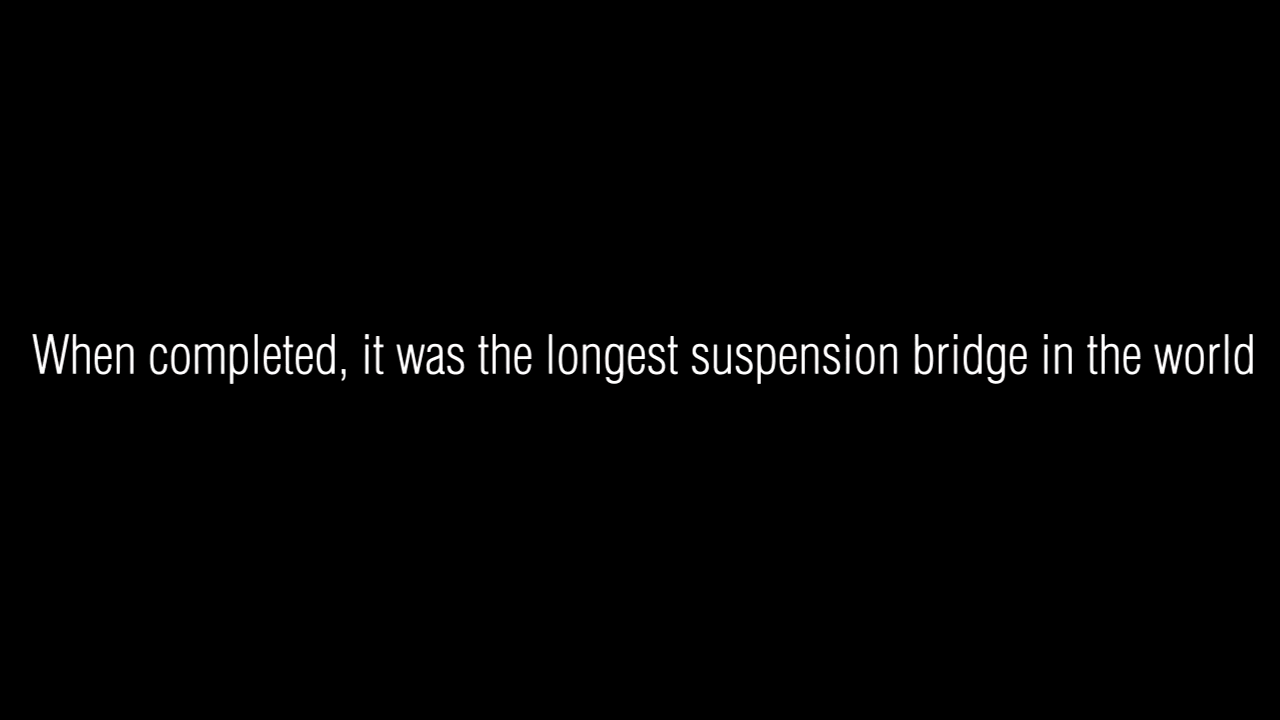 When completed, it was the longest suspension bridge in the world